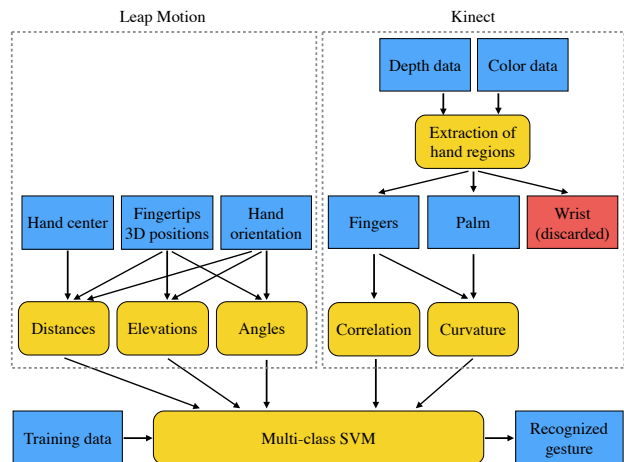 Leap Motion
Kinect
Depth data
Color data
Extraction of
hand regions
Hand center
Fingertips
3D positions
Hand
orientation
Fingers
Palm
Wrist
(discarded)
Distances
Elevations
Angles
Correlation
Curvature
Training data
Multi-class SVM
Recognized
gesture